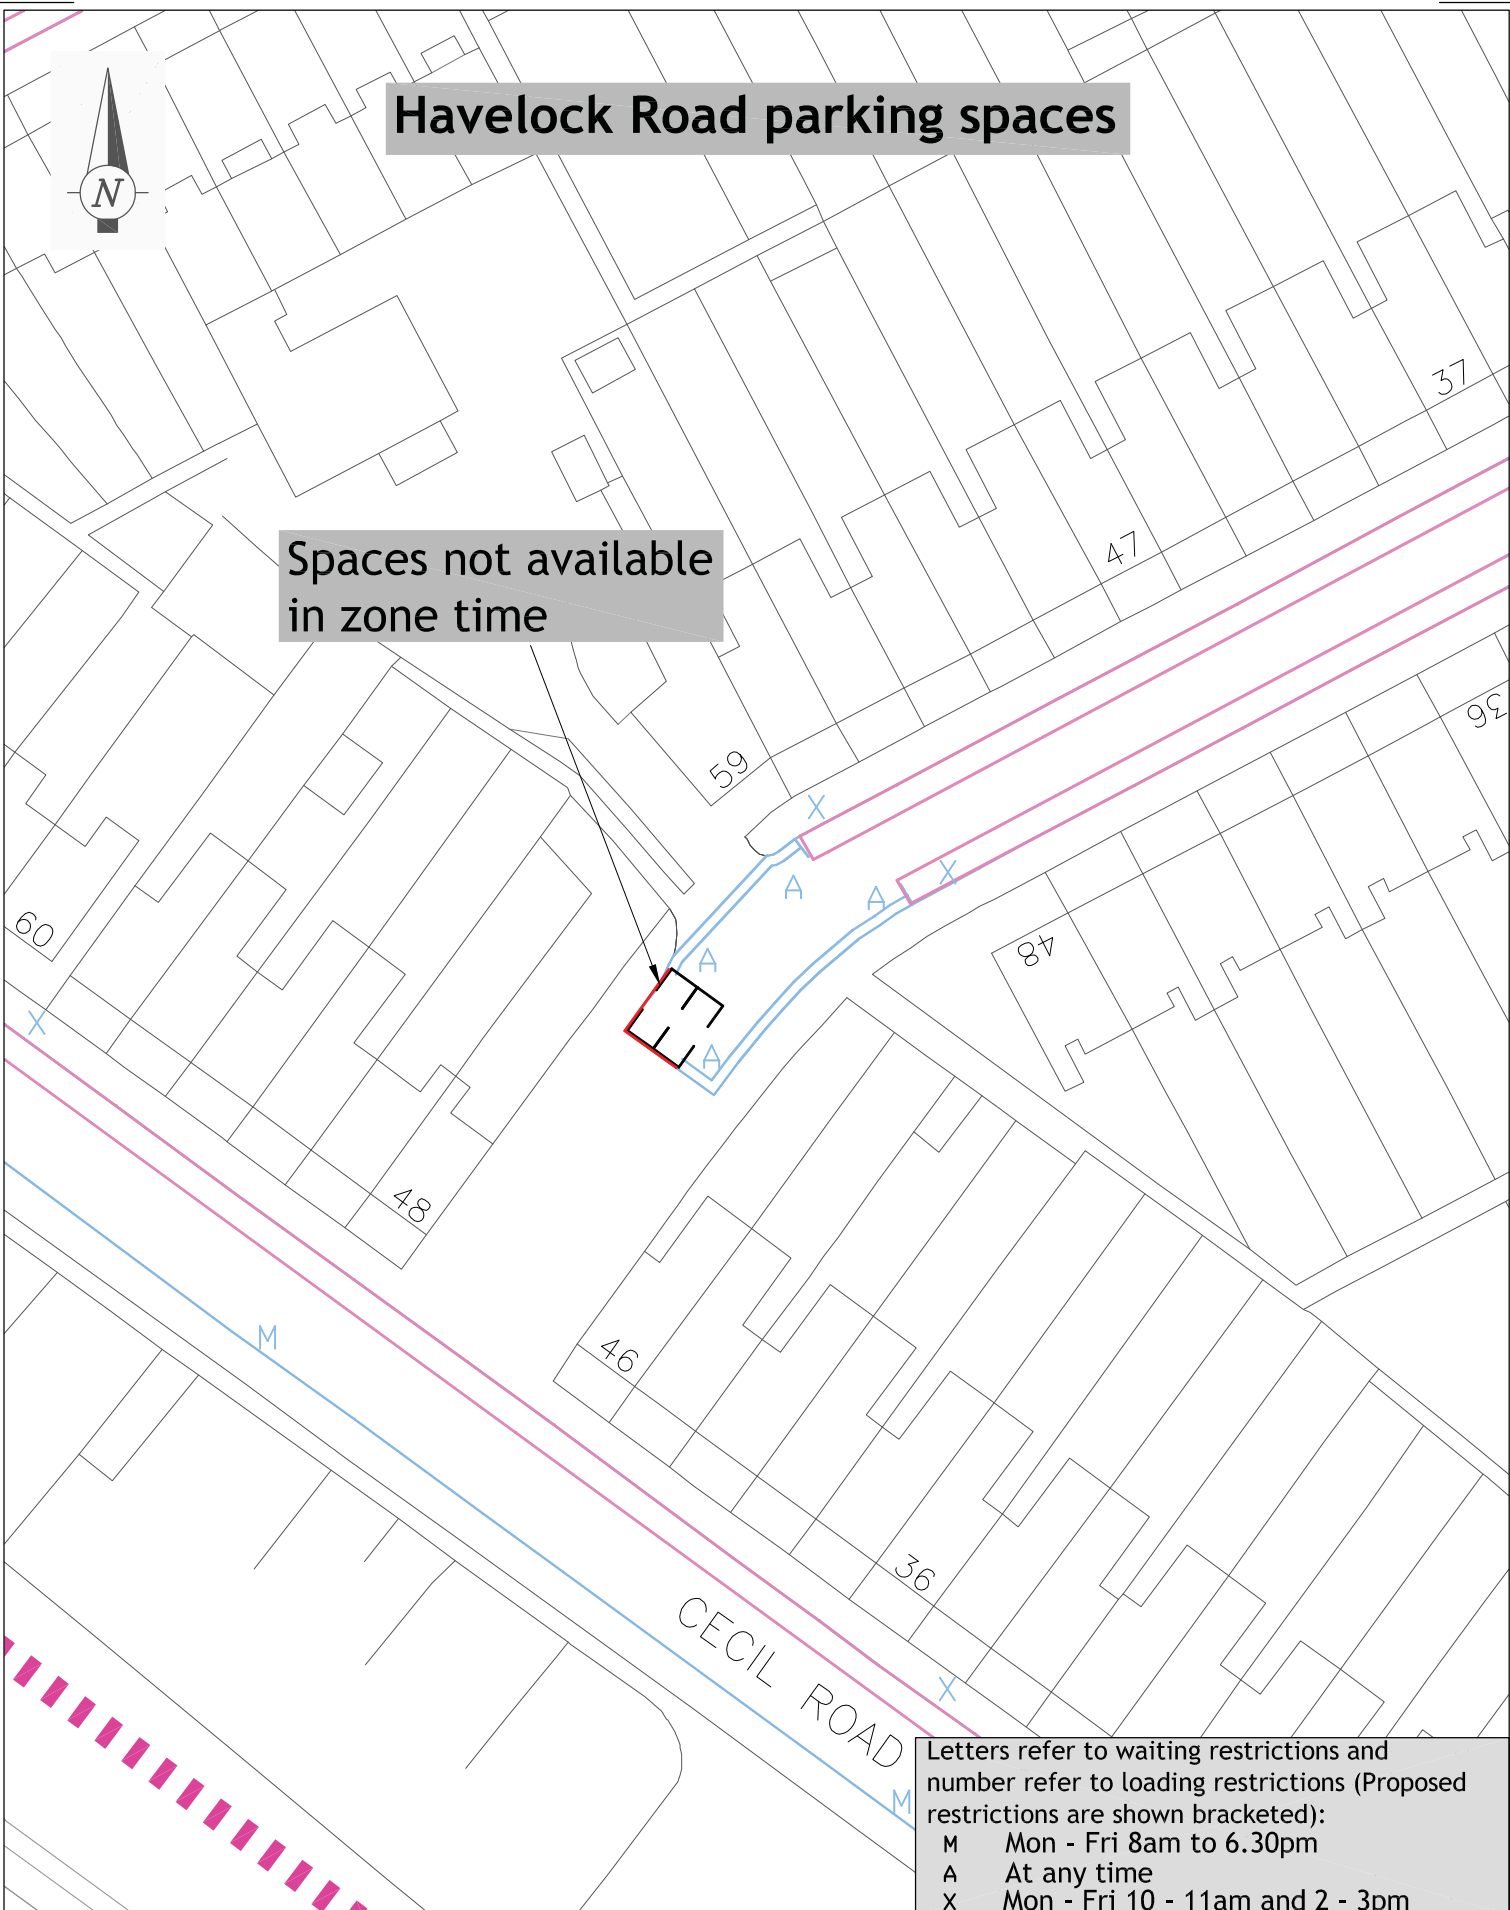 N
Havelock Road parking spaces
37
Spaces not available
in zone time
47
36
59
X
X
A
A
60
48
A
X
A
48
46
M
36
CECIL ROAD
X
M
Letters refer to waiting restrictions and
number refer to loading restrictions (Proposed
restrictions are shown bracketed):
M Mon - Fri 8am to 6.30pm
A At any time
X Mon - Fri 10 - 11am and 2 - 3pm